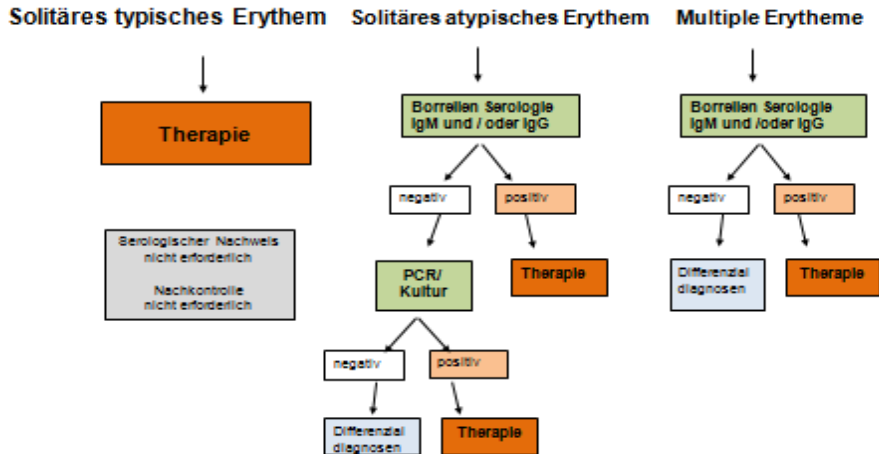 Solitäres typisches Erythem
Therapie
Serologischer Nachweis
nicht erforderlich
Nachkontrolle
nicht erforderlich
Solitäres atypisches Erythem
Borrelien Serologie
IgM und / oder IgG
negativ
positiv
PCR/
Kultur
Therapie
negativ
positiv
Differenzial
diagnosen
Therapie
Multiple Erytheme
Borrelien Serologie
IgM und /oder IgG
negativ
positiv
Differenzial
diagnosen
Therapie